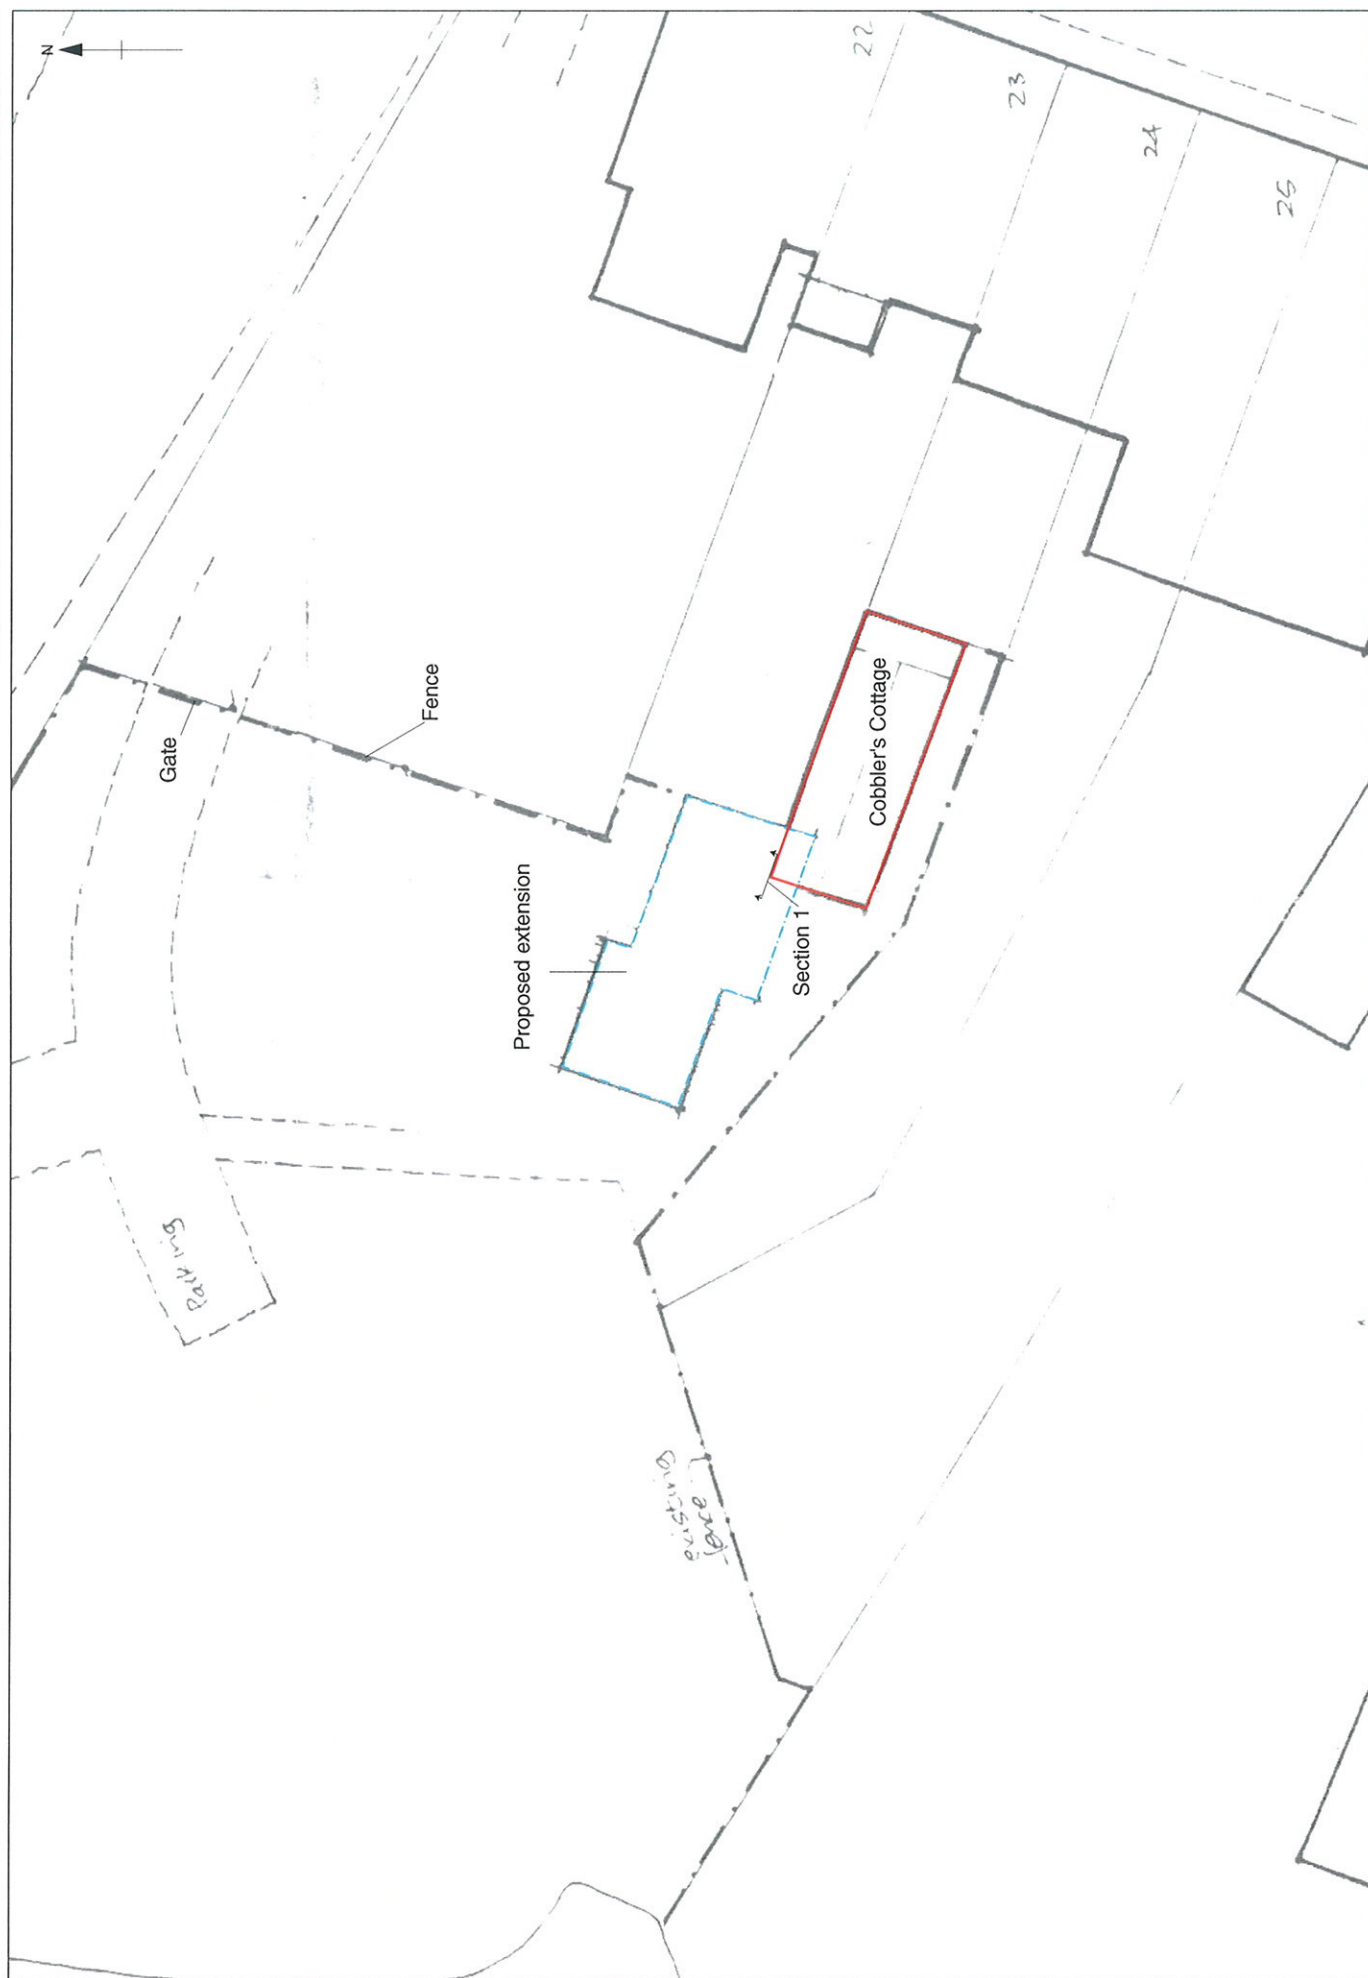 N
22
23
24
25
Gate
Fence
Proposed extension
Cobbler's Cottage
Section 1
Parking
existing
fence